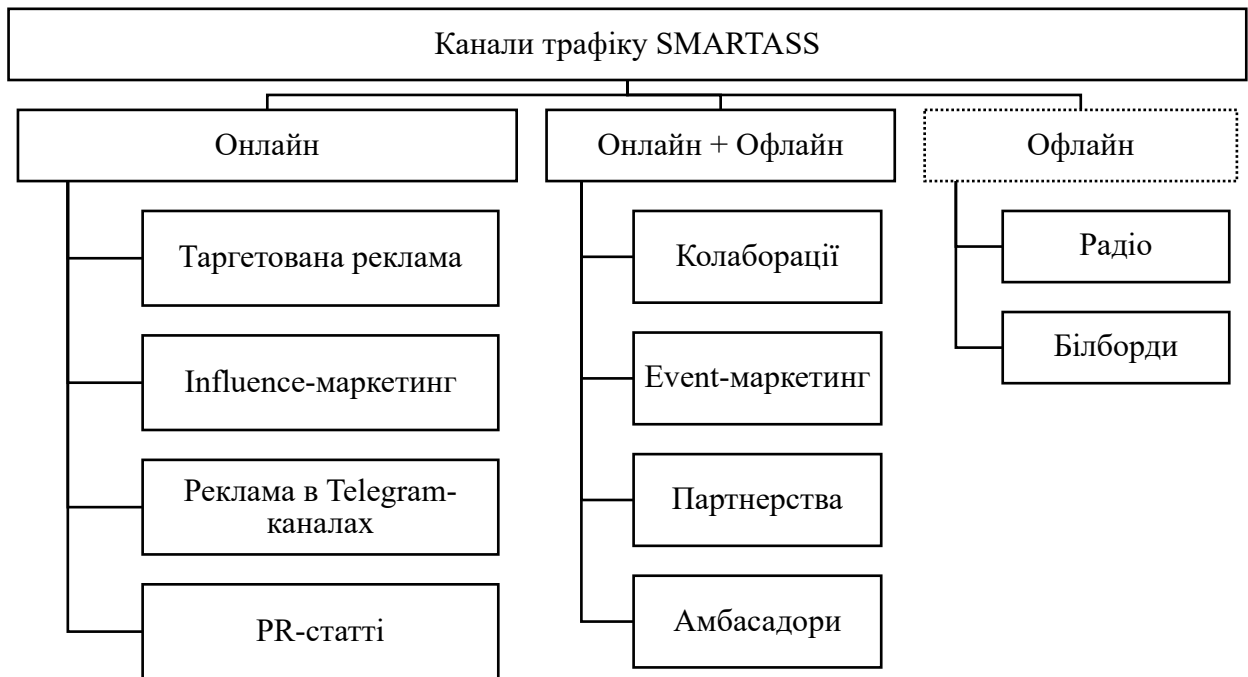 Канали трафіку SMARTASS
Онлайн
Таргетована реклама
Influence-маркетинг
Реклама в Telegram-
каналах
PR-статті
Онлайн + Офлайн
Колаборації
Event-маркетинг
Партнерства
Амбасадори
Офлайн
Радіо
Білборди